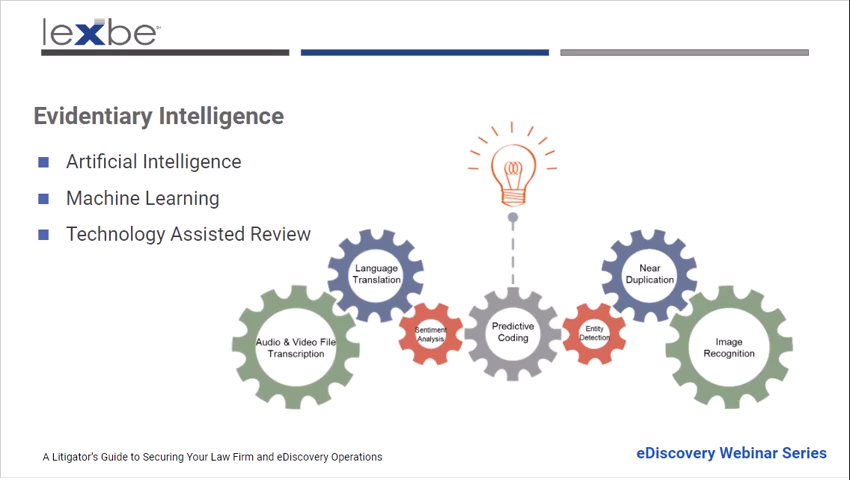 lexbe
Evidentiary Intelligence
Artificial Intelligence
Machine Learning
Technology Assisted Review
Language
Translation
Near
Duplication
Audio & Video File
Transcription
Sentiment
Analysis
Predictive
Coding
Entity
Detection
Image
Recognition
A Litigator's Guide to Securing Your Law Firm and eDiscovery Operations
eDiscovery Webinar Series